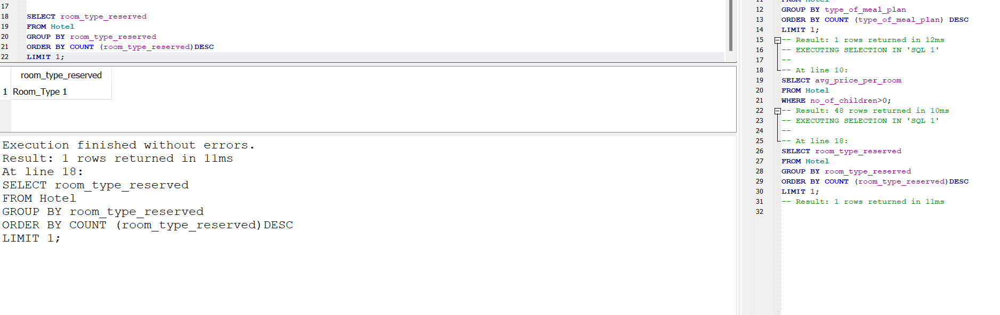 17
18 SELECT room_type_reserved
19 FROM Hotel
20 GROUP BY room_type_reserved
21 ORDER BY COUNT (room_type_reserved)DESC
22 LIMIT 1;
room_type_reserved
1 Room_Type 1
Execution finished without errors.
Result: 1 rows returned in 11ms
At line 18:
SELECT room_type_reserved
FROM Hotel
GROUP BY room_type_reserved
ORDER BY COUNT (room_type_reserved)DESC
LIMIT 1;
11 FROM Hotel
12 GROUP BY type_of_meal_plan
13 ORDER BY COUNT (type_of_meal_plan) DESC
14 LIMIT 1;
15 -- Result: 1 rows returned in 12ms
16 -- EXECUTING SELECTION IN 'SQL 1'
17 --
18 -- At line 10:
19 SELECT avg_price_per_room
20 FROM Hotel
21 WHERE no_of_children>0;
22 -- Result: 48 rows returned in 10ms
23 -- EXECUTING SELECTION IN 'SQL 1'
24 --
25 -- At line 18:
26 SELECT room_type_reserved
27 FROM Hotel
28 GROUP BY room_type_reserved
29 ORDER BY COUNT (room_type_reserved)DESC
30 LIMIT 1;
31 -- Result: 1 rows returned in 11ms
32